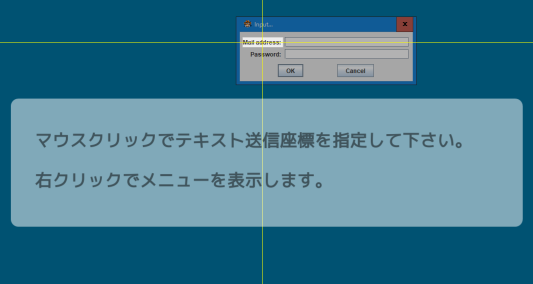 Input...
Mail address:
Password:
OK Cancel
マウスクリックでテキスト送信座標を指定して下さい。
右クリックでメニューを表示します。